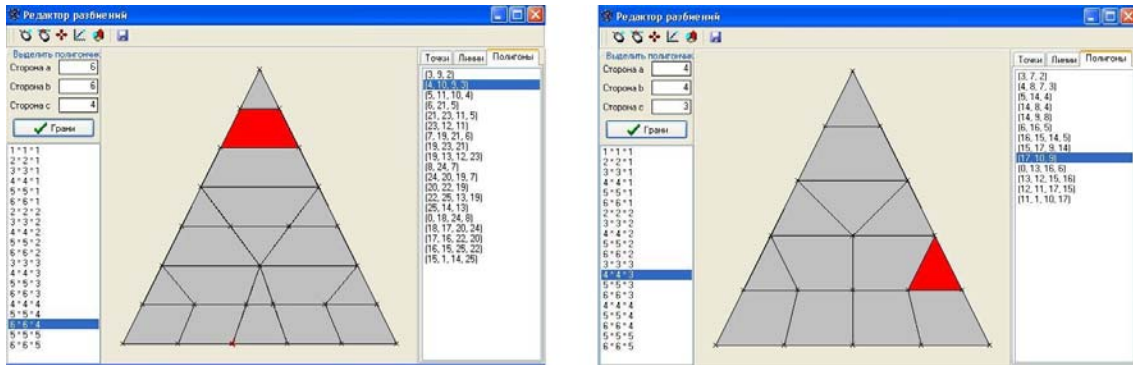 Редактор разбиений
Выделить полигончик
Сторона a 6
Сторона b 6
Сторона c 4
Грани
1*1*1
2*2*1
3*3*1
4*4*1
5*5*1
6*6*1
2*2*2
3*3*2
4*4*2
5*5*2
6*6*2
3*3*3
4*4*3
5*5*3
6*6*3
4*4*4
5*5*4
6*6*4
5*5*5
6*6*5
Точки Линии Полигоны
(3, 9, 2)
(4, 10, 9, 3)
(5, 11, 10, 4)
(6, 21, 5)
(21, 23, 11, 5)
(23, 12, 11)
(7, 19, 21, 6)
(19, 23, 21)
(19, 13, 12, 23)
(8, 24, 7)
(24, 20, 19, 7)
(20, 22, 19)
(22, 25, 13, 19)
(25, 14, 13)
(0, 18, 24, 8)
(18, 17, 20, 24)
(17, 16, 22, 20)
(16, 15, 25, 22)
(15, 1, 14, 25)
Редактор разбиений
Выделить полигончик
Сторона a 4
Сторона b 4
Сторона c 3
Грани
1*1*1
2*2*1
3*3*1
4*4*1
5*5*1
6*6*1
2*2*2
3*3*2
4*4*2
5*5*2
6*6*2
3*3*3
4*4*3
5*5*3
6*6*3
4*4*4
5*5*4
6*6*4
5*5*5
6*6*5
Точки Линии Полигоны
(3, 7, 2)
(4, 8, 7, 3)
(5, 14, 4)
(14, 8, 4)
(14, 9, 8)
(6, 16, 5)
(16, 15, 14, 5)
(15, 17, 9, 14)
(17, 10, 9)
(0, 13, 16, 6)
(13, 12, 15, 16)
(12, 11, 17, 15)
(11, 1, 10, 17)